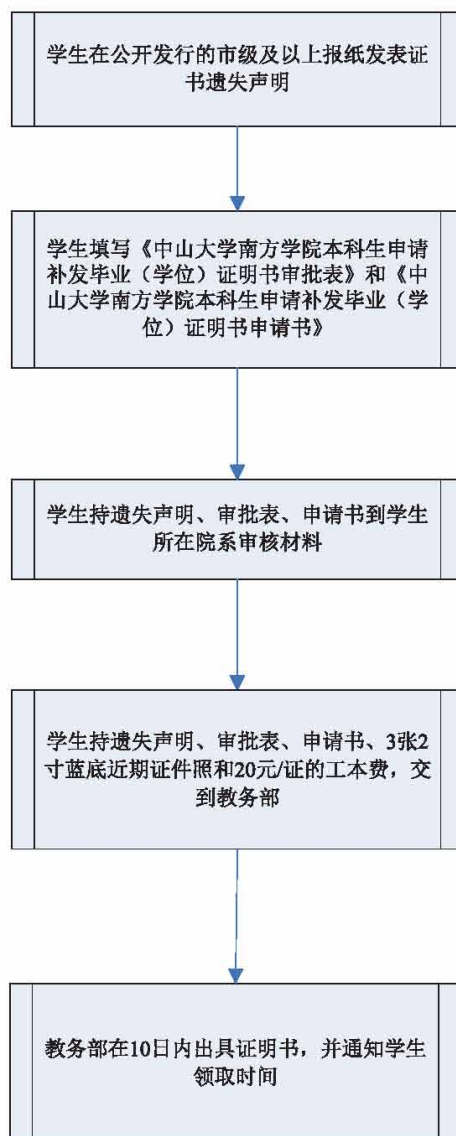 学生在公开发行的市级及以上报纸发表证
书遗失声明
学生填写《中山大学南方学院本科生申请
补发毕业（学位）证明书审批表》和《中
山大学南方学院本科生申请补发毕业（学
位）证明书申请书》
学生持遗失声明、审批表、申请书到学生
所在院系审核材料
学生持遗失声明、审批表、申请书、3张2
寸蓝底近期证件照和20元/证的工本费，交
到教务部
教务部在10日内出具证明书，并通知学生
领取时间